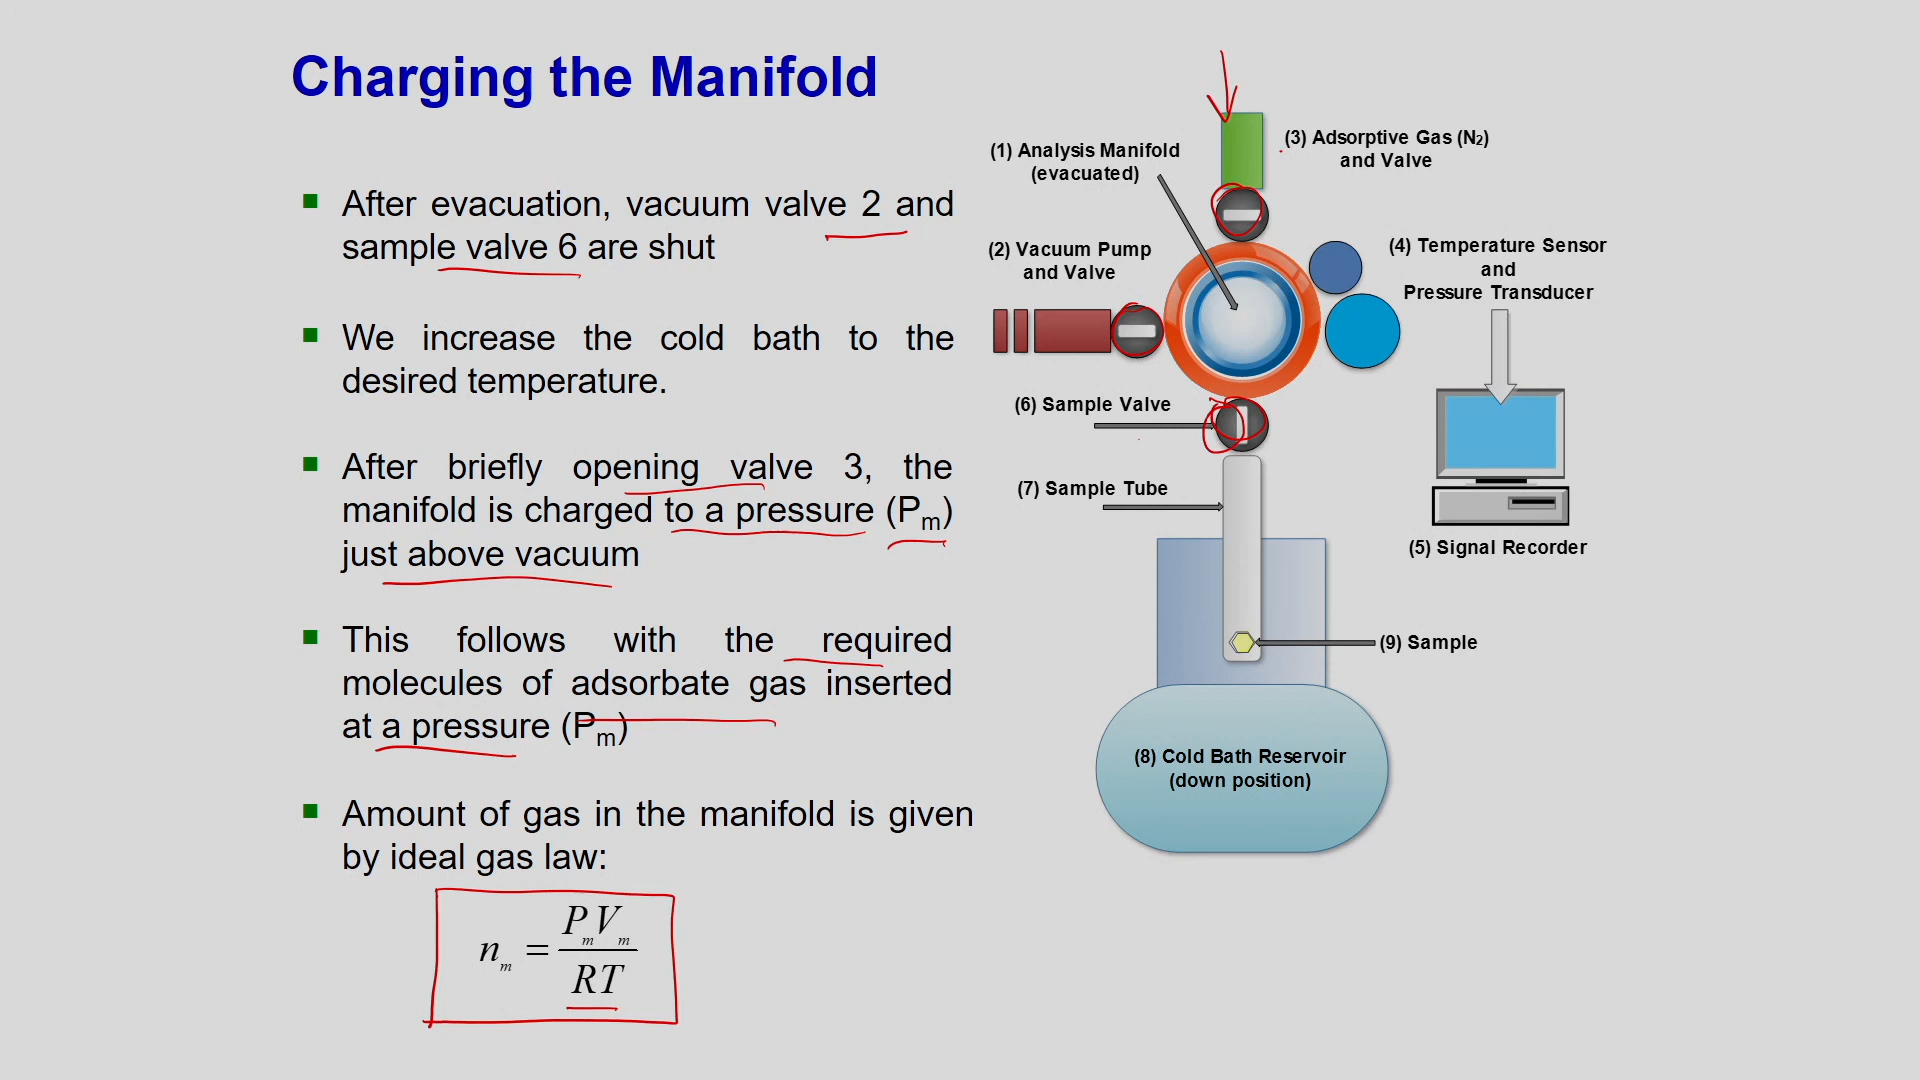 Charging the Manifold
After evacuation, vacuum valve 2 and
sample valve 6 are shut
We increase the cold bath to the
desired temperature.
After briefly opening valve 3, the
manifold is charged to a pressure (Pm)
just above vacuum
This follows with the required
molecules of adsorbate gas inserted
at a pressure (Pm)
Amount of gas in the manifold is given
by ideal gas law:
nm = PmVm / RT
(1) Analysis Manifold
(evacuated)
(3) Adsorptive Gas (N2)
and Valve
(2) Vacuum Pump
and Valve
(4) Temperature Sensor
and
Pressure Transducer
(6) Sample Valve
(7) Sample Tube
(5) Signal Recorder
(9) Sample
(8) Cold Bath Reservoir
(down position)